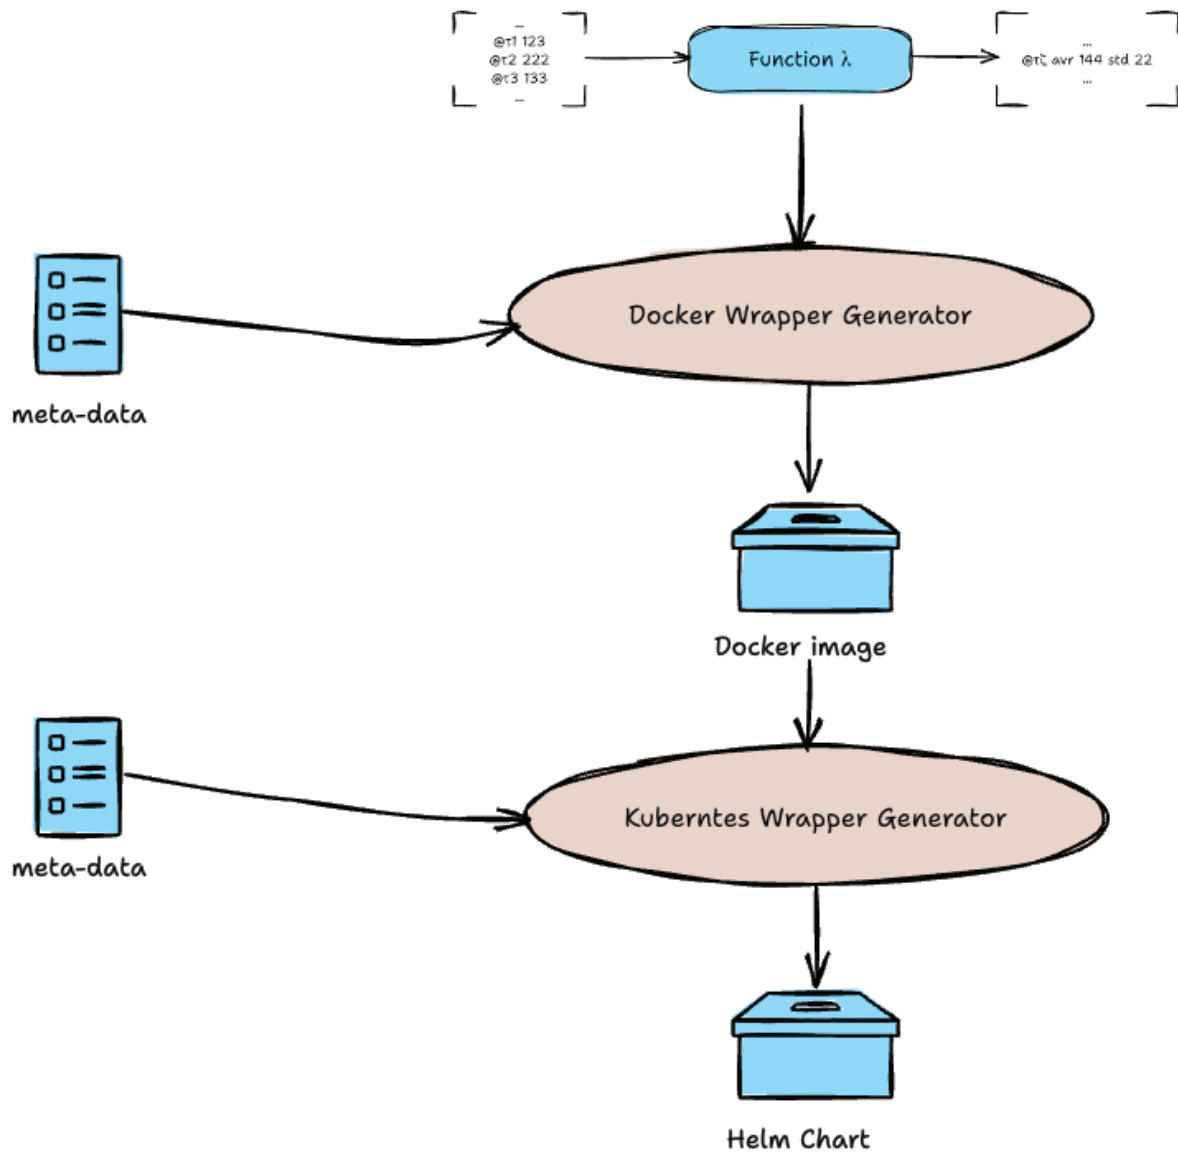 ...
@τ1 123
@τ2 222
@τ3 133
...
Function λ
...
@τi, avr 144 std 22
...
Docker Wrapper Generator
meta-data
Docker image
Kuberntes Wrapper Generator
meta-data
Helm Chart